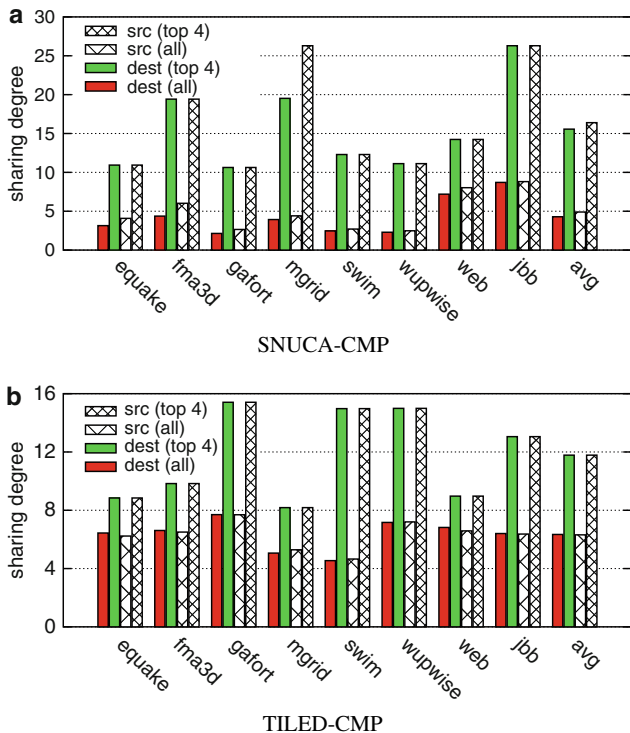 a
30
25
20
15
10
5
0
sharing degree
src (top 4)
src (all)
dest (top 4)
dest (all)
equake fma3d gafort mgrid swim wupwise web jbb avg
SNUCA-CMP
b
16
12
8
4
0
sharing degree
src (top 4)
src (all)
dest (top 4)
dest (all)
equake fma3d gafort mgrid swim wupwise web jbb avg
TILED-CMP